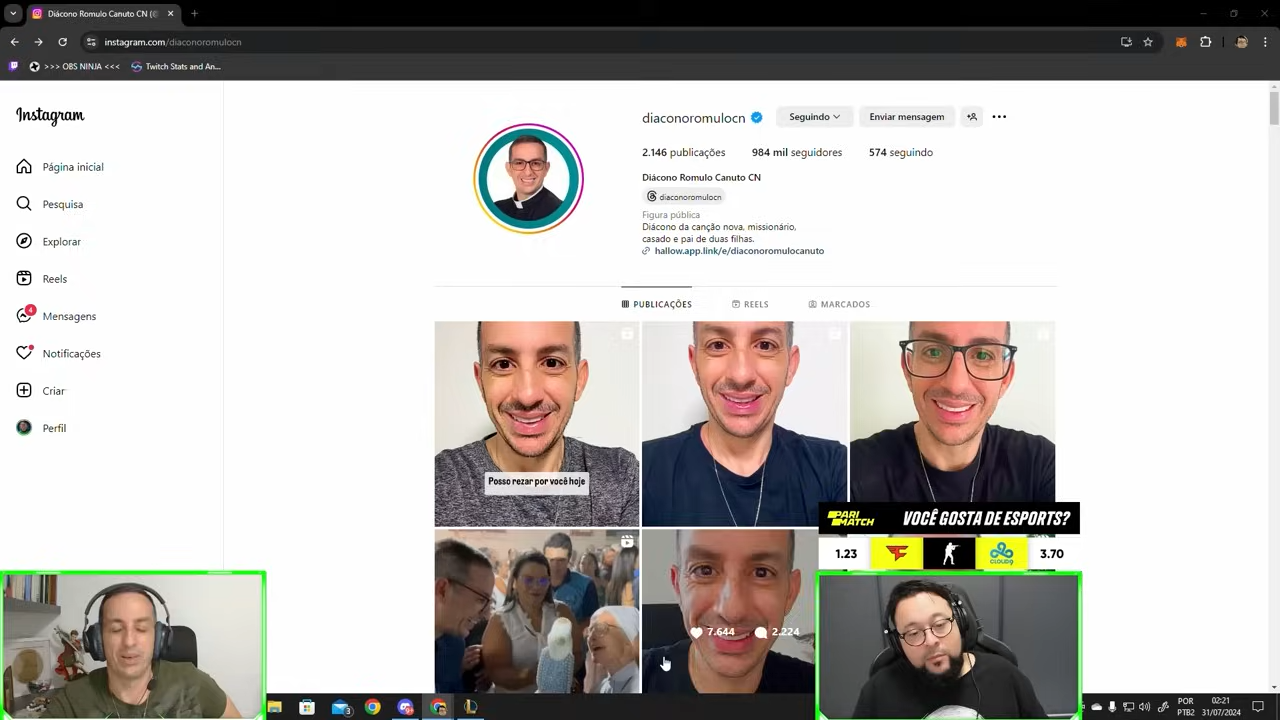 Diácono Romulo Canuto CN (@
instagram.com/diaconoromulocn
>>> OBS NINJA <<<
Twitch Stats and An...
Instagram
Página inicial
Pesquisa
Explorar
Reels
4
Mensagens
Notificações
Criar
Perfil
diaconoromulocn
Seguindo
Enviar mensagem
2.146 publicações
984 mil seguidores
574 seguindo
Diácono Romulo Canuto CN
diaconoromulocn
Figura pública
Diácono da canção nova, missionário,
casado e pai de duas filhas.
hallow.app.link/e/diaconoromulocanuto
PUBLICAÇÕES
REELS
MARCADOS
Posso rezar por você hoje
7.644
2.224
PARI MATCH
VOCÊ GOSTA DE ESPORTS?
1.23
CLOUD9
3.70
3
POR
PTB2
02:21
31/07/2024